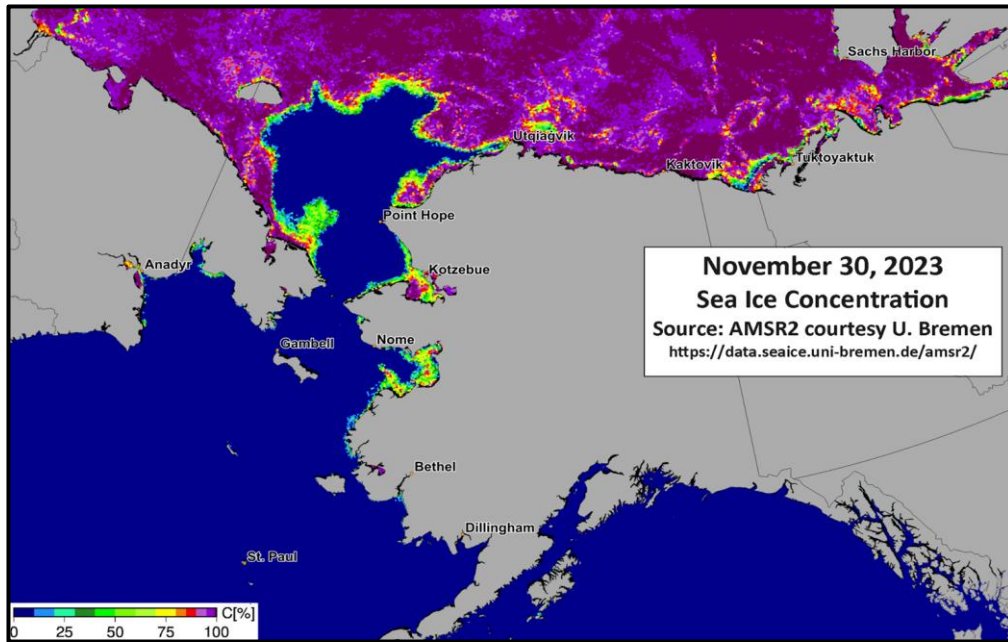 Sachs Harbor
Utqiagvik
Kaktovik
Tuktoyaktuk
Point Hope
Anadyr
Kotzebue
November 30, 2023
Sea Ice Concentration
Source: AMSR2 courtesy U. Bremen
https://data.seaice.uni-bremen.de/amsr2/
Gambell
Nome
Bethel
Dillingham
St. Paul
C[%]
0 25 50 75 100